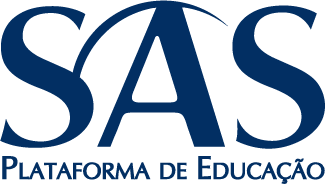 SAS
PLATAFORMA DE EDUCAÇÃO